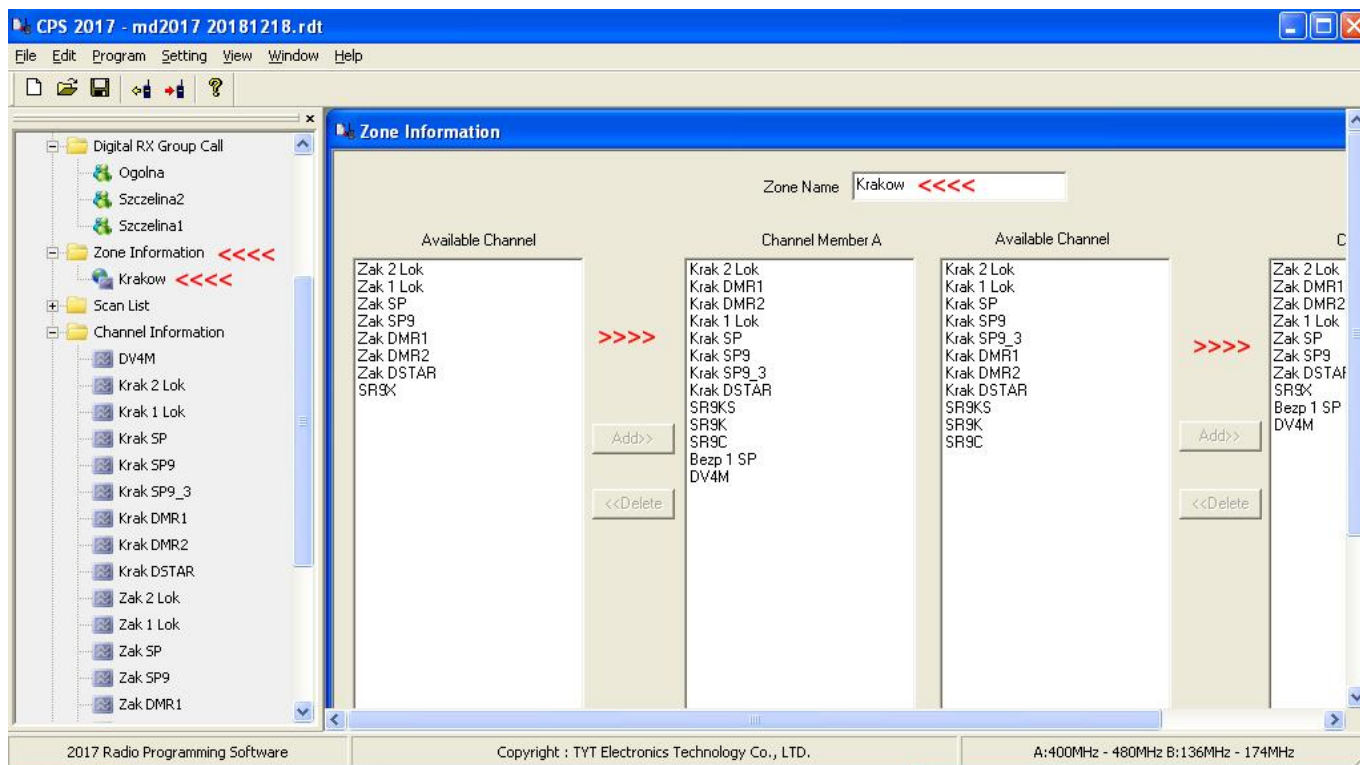 CPS 2017 - md2017 20181218.rdt
File Edit Program Setting View Window Help
Digital RX Group Call
Ogolna
Szczelina2
Szczelina1
Zone Information <<<<
Krakow <<<<
Scan List
Channel Information
DV4M
Krak 2 Lok
Krak 1 Lok
Krak SP
Krak SP9
Krak SP9_3
Krak DMR1
Krak DMR2
Krak DSTAR
Zak 2 Lok
Zak 1 Lok
Zak SP
Zak SP9
Zak DMR1
Zone Information
Zone Name Krakow <<<<
Available Channel
Zak 2 Lok
Zak 1 Lok
Zak SP
Zak SP9
Zak DMR1
Zak DMR2
Zak DSTAR
SR9X
>>>>
Add>>
<<Delete
Channel Member A
Krak 2 Lok
Krak DMR1
Krak DMR2
Krak 1 Lok
Krak SP
Krak SP9
Krak SP9_3
Krak DSTAR
SR9KS
SR9K
SR9C
Bezp 1 SP
DV4M
Available Channel
Krak 2 Lok
Krak 1 Lok
Krak SP
Krak SP9
Krak SP9_3
Krak DMR1
Krak DMR2
Krak DSTAR
SR9KS
SR9K
SR9C
>>>>
Add>>
<<Delete
C
Zak 2 Lok
Zak DMR1
Zak DMR2
Zak 1 Lok
Zak SP
Zak SP9
Zak DSTAR
SR9X
Bezp 1 SP
DV4M
2017 Radio Programming Software
Copyright : TYT Electronics Technology Co., LTD.
A:400MHz - 480MHz B:136MHz - 174MHz